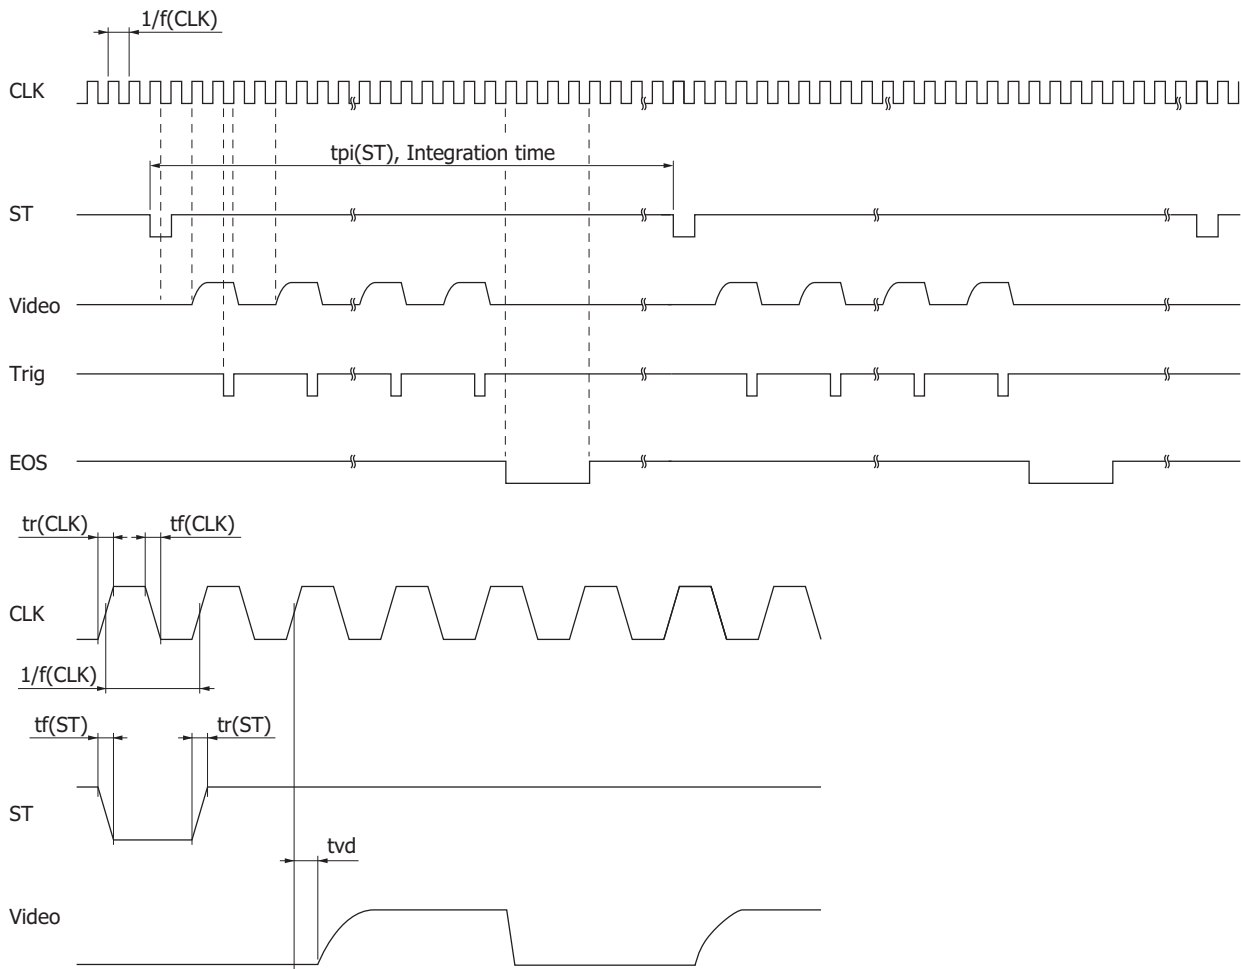 1/f(CLK)
CLK
tpi(ST), Integration time
ST
Video
Trig
EOS
tr(CLK) tf(CLK)
CLK
1/f(CLK)
tf(ST) tr(ST)
ST
tvd
Video